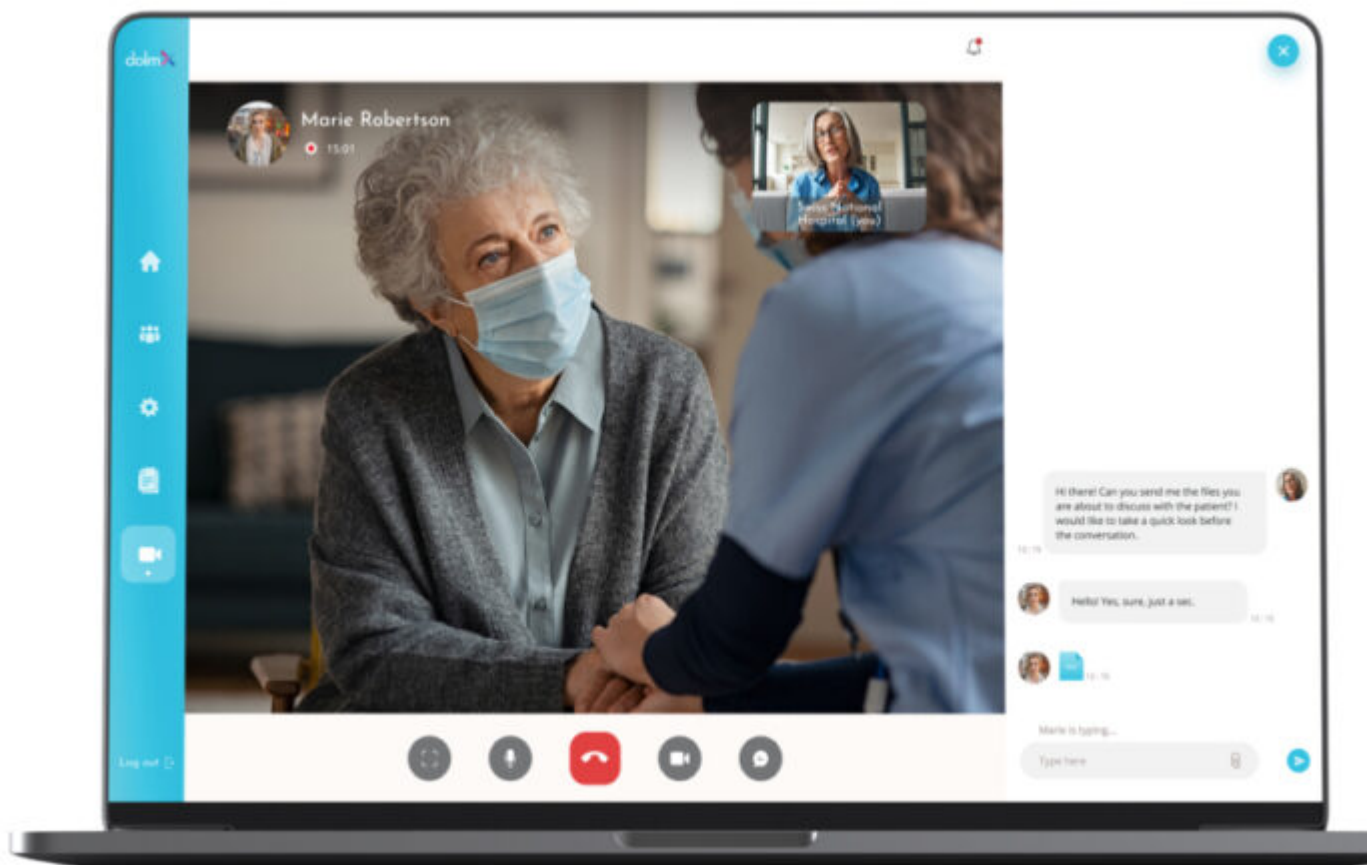 dolmX
Marie Robertson
15:01
Swiss National
Hospital (you)
Hi there! Can you send me the files you
are about to discuss with the patient? I
would like to take a quick look before
the conversation.
Hello! Yes, sure, just a sec.
Marie is typing...
Type here
Log out